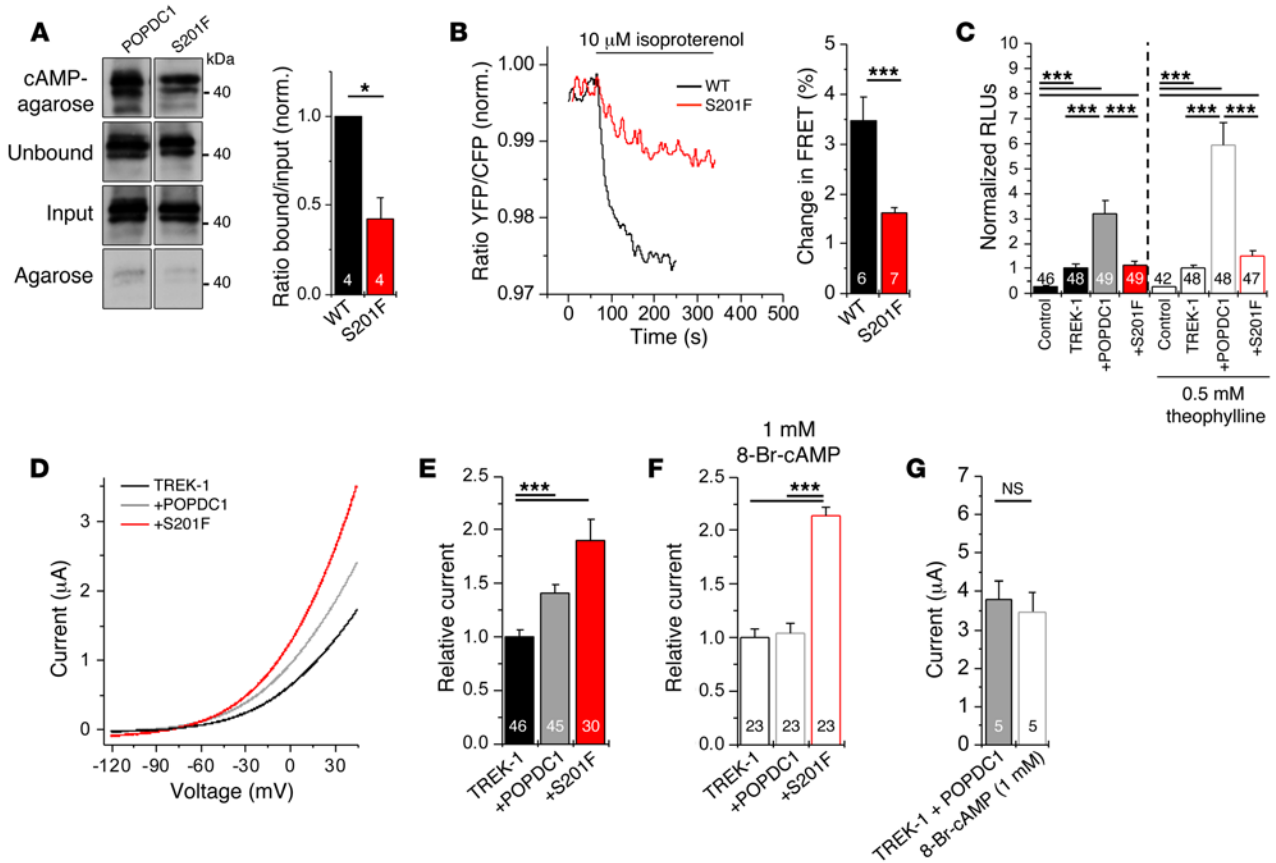 A
POPDC1
S201F
kDa
cAMP-
agarose
40
Unbound
40
Input
40
Agarose
40
Ratio bound/input (norm.)
1.0
0.5
0.0
*
4
4
WT
S201F
B
10 μM isoproterenol
1.00
0.99
0.98
0.97
Ratio YFP/CFP (norm.)
WT
S201F
0 100 200 300 400 500
Time (s)
Change in FRET (%)
5
4
3
2
1
0
***
6
7
WT
S201F
C
Normalized RLUs
10
9
8
7
6
5
4
3
2
1
0
*** ***
*** *** *** ***
46 48 49 49 42 48 48 47
Control
TREK-1
+POPDC1
+S201F
Control
TREK-1
+POPDC1
+S201F
0.5 mM
theophylline
D
TREK-1
+POPDC1
+S201F
Current (μA)
3
2
1
0
-120 -90 -60 -30 0 30
Voltage (mV)
E
Relative current
2.5
2.0
1.5
1.0
0.5
0.0
***
46 45 30
TREK-1
+POPDC1
+S201F
F
1 mM
8-Br-cAMP
Relative current
2.5
2.0
1.5
1.0
0.5
0.0
***
23 23 23
TREK-1
+POPDC1
+S201F
G
Current (μA)
7
6
5
4
3
2
1
0
NS
5 5
TREK-1 + POPDC1
8-Br-cAMP (1 mM)